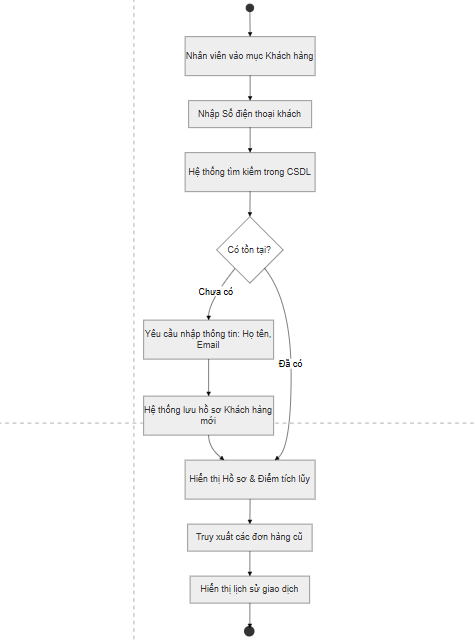 Nhân viên vào mục Khách hàng
Nhập Số điện thoại khách
Hệ thống tìm kiếm trong CSDL
Có tồn tại?
Chưa có
Yêu cầu nhập thông tin: Họ tên,
Email
Đã có
Hệ thống lưu hồ sơ Khách hàng
mới
Hiển thị Hồ sơ & Điểm tích lũy
Truy xuất các đơn hàng cũ
Hiển thị lịch sử giao dịch